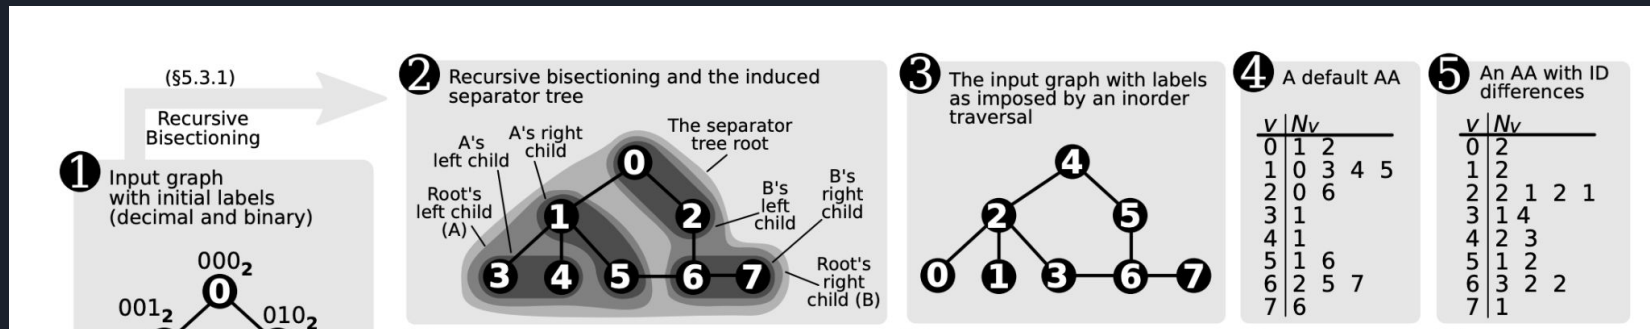 (§5.3.1)
Recursive
Bisectioning
1 Input graph
with initial labels
(decimal and binary)
000₂
0
001₂
010₂
2 Recursive bisectioning and the induced
separator tree
A's
left child
A's right
child
The separator
tree root
Root's
left child
(A)
B's
left
child
B's
right
child
Root's
right
child (B)
0
1 2
3 4 5 6 7
3 The input graph with labels
as imposed by an inorder
traversal
4
2 5
0 1 3 6 7
4 A default AA
v Nv
0 1 2
1 0 3 4 5
2 0 6
3 1
4 1
5 1 6
6 2 5 7
7 6
5 An AA with ID
differences
v Nv
0 2
1 2
2 2 1 2 1
3 1 4
4 2 3
5 1 2
6 3 2 2
7 1